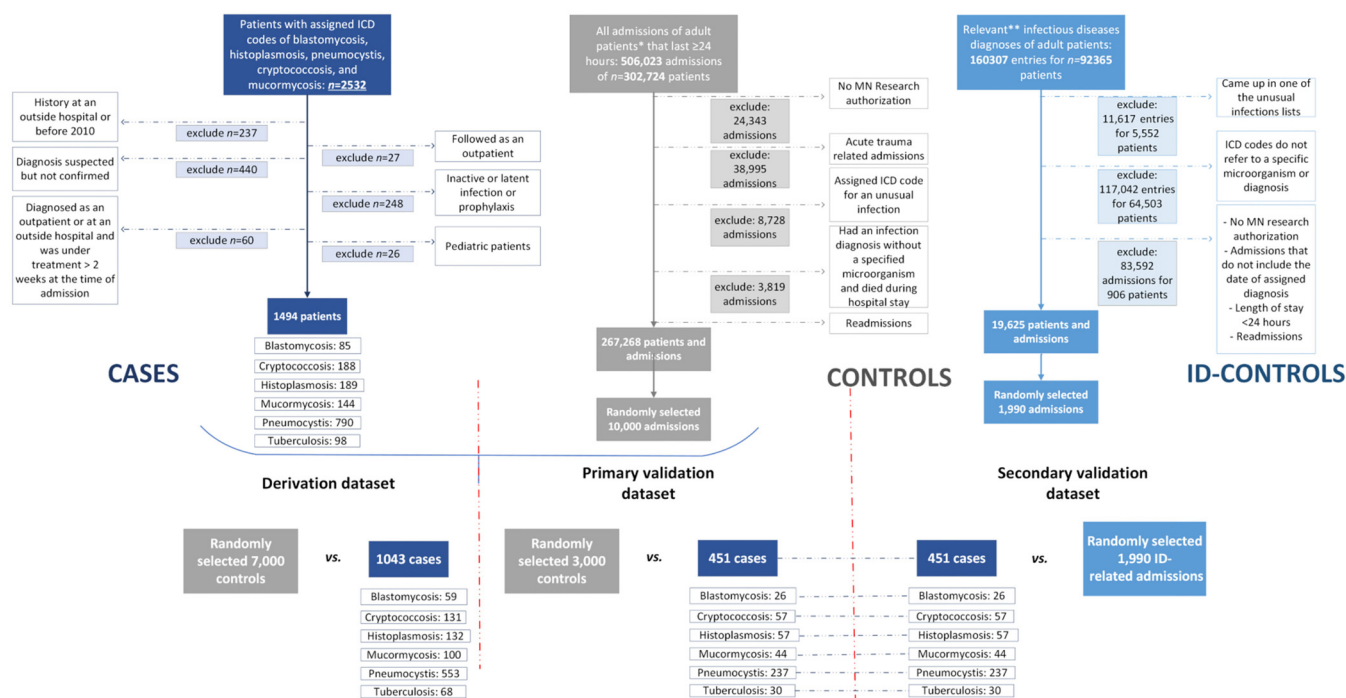 Patients with assigned ICD
codes of blastomycosis,
histoplasmosis, pneumocystis,
cryptococcosis, and
mucormycosis: n=2532
History at an
outside hospital or
before 2010
exclude n=237
exclude n=27
Followed as an
outpatient
Diagnosis suspected
but not confirmed
exclude n=440
exclude n=248
Inactive or latent
infection or
prophylaxis
Diagnosed as an
outpatient or at an
outside hospital and
was under
treatment > 2
weeks at the time of
admission
exclude n=60
exclude n=26
Pediatric patients
1494 patients
Blastomycosis: 85
Cryptococcosis: 188
Histoplasmosis: 189
Mucormycosis: 144
Pneumocystis: 790
Tuberculosis: 98
CASES
All admissions of adult
patients* that last ≥24
hours: 506,023 admissions
of n=302,724 patients
exclude:
24,343
admissions
No MN Research
authorization
exclude:
38,995
admissions
Acute trauma
related admissions
exclude: 8,728
admissions
Assigned ICD code
for an unusual
infection
exclude: 3,819
admissions
Had an infection
diagnosis without
a specified
microorganism
and died during
hospital stay
Readmissions
267,268 patients and
admissions
Randomly selected
10,000 admissions
CONTROLS
Relevant** infectious diseases
diagnoses of adult patients:
160307 entries for n=92365
patients
exclude:
11,617 entries
for 5,552
patients
Came up in one of
the unusual
infections lists
exclude:
117,042 entries
for 64,503
patients
ICD codes do not
refer to a specific
microorganism or
diagnosis
exclude:
83,592
admissions for
906 patients
- No MN research
authorization
- Admissions that
do not include the
date of assigned
diagnosis
- Length of stay
<24 hours
- Readmissions
19,625 patients and
admissions
Randomly selected
1,990 admissions
ID-CONTROLS
Derivation dataset
Primary validation
dataset
Secondary validation
dataset
Randomly
selected 7,000
controls
vs.
1043 cases
Blastomycosis: 59
Cryptococcosis: 131
Histoplasmosis: 132
Mucormycosis: 100
Pneumocystis: 553
Tuberculosis: 68
Randomly
selected 3,000
controls
vs.
451 cases
Blastomycosis: 26
Cryptococcosis: 57
Histoplasmosis: 57
Mucormycosis: 44
Pneumocystis: 237
Tuberculosis: 30
451 cases
Blastomycosis: 26
Cryptococcosis: 57
Histoplasmosis: 57
Mucormycosis: 44
Pneumocystis: 237
Tuberculosis: 30
vs.
Randomly selected
1,990 ID-
related admissions